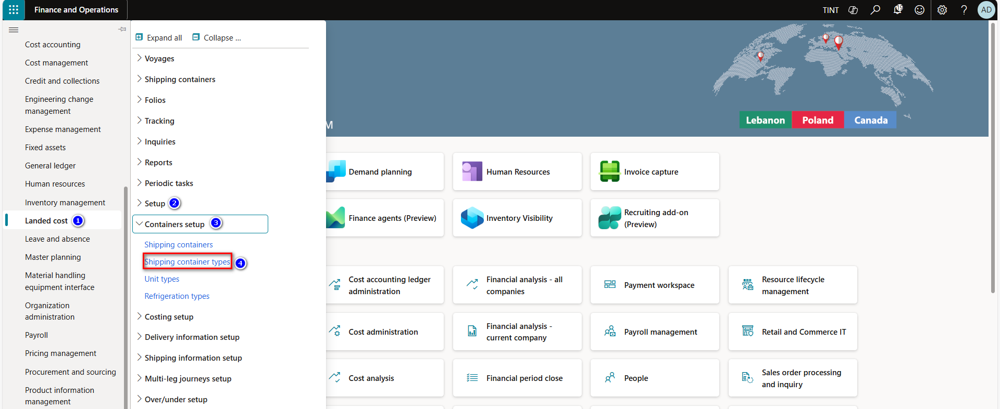 Finance and Operations
TINT
19
AD
Cost accounting
Cost management
Credit and collections
Engineering change
management
Expense management
Fixed assets
General ledger
Human resources
Inventory management
Landed cost 1
Leave and absence
Master planning
Material handling
equipment interface
Organization
administration
Payroll
Pricing management
Procurement and sourcing
Product information
management
Expand all
Collapse ...
Voyages
Shipping containers
Folios
Tracking
Inquiries
Reports
Periodic tasks
Setup 2
Containers setup 3
Shipping containers
Shipping container types 4
Unit types
Refrigeration types
Costing setup
Delivery information setup
Shipping information setup
Multi-leg journeys setup
Over/under setup
M
Lebanon
Poland
Canada
Demand planning
Human Resources
Invoice capture
Finance agents (Preview)
Inventory Visibility
Recruiting add-on
(Preview)
Cost accounting ledger
administration
Financial analysis - all
companies
Payment workspace
Resource lifecycle
management
Cost administration
Financial analysis -
current company
Payroll management
Retail and Commerce IT
Cost analysis
Financial period close
People
Sales order processing
and inquiry